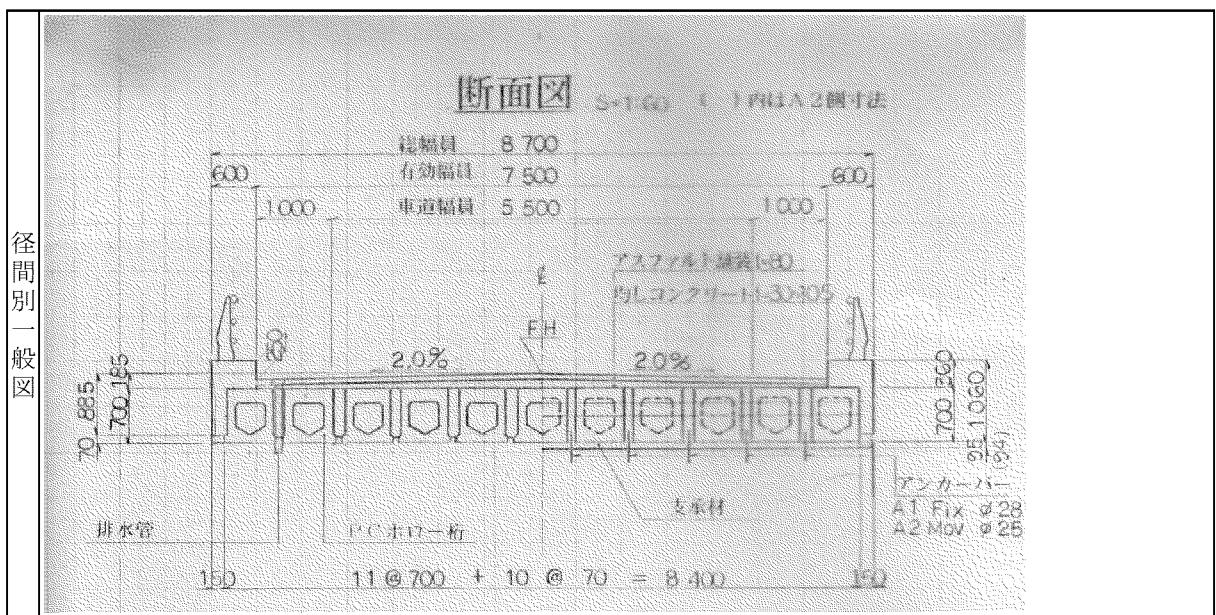 径間別一般図
断面図 S=1:60 ( )内はA2側寸法
総幅員 8 700
600 有効幅員 7 500 600
1 000 車道幅員 5 500 1 000
アスファルト舗装t=80
均しコンクリートt=30~105
℄
F.H
250
2.0% 2.0%
185
700
885
70
300
700
1 060
95
(94)
アンカーバー
A1 Fix φ28
A2 Mov φ25
支承材
排水管 PCホロー桁
150 11@700 + 10@70 = 8 400 150